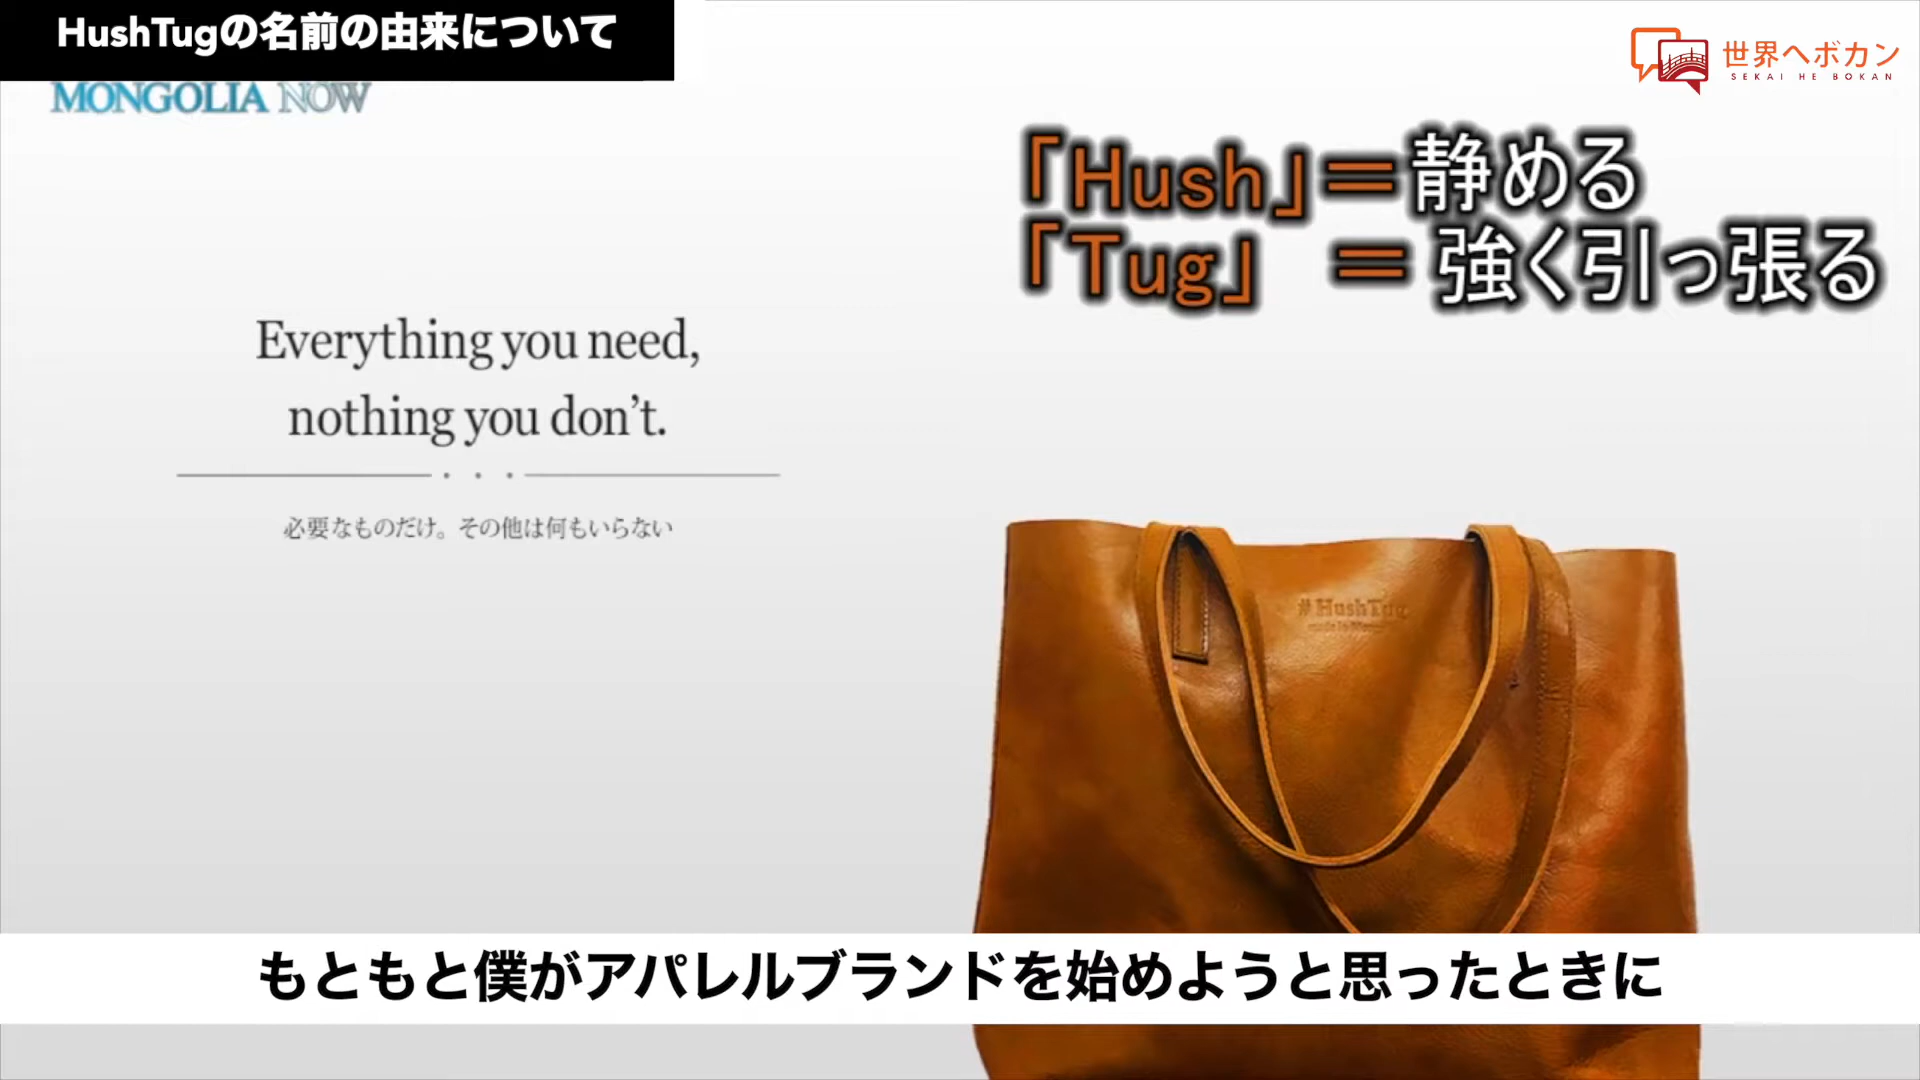 HushTugの名前の由来について
世界へボカン
SEKAI HE BOKAN
MONGOLIA NOW
「Hush」＝静める
「Tug」＝強く引っ張る
Everything you need,
nothing you don't.
必要なものだけ。その他は何もいらない
# HushTug
もともと僕がアパレルブランドを始めようと思ったときに